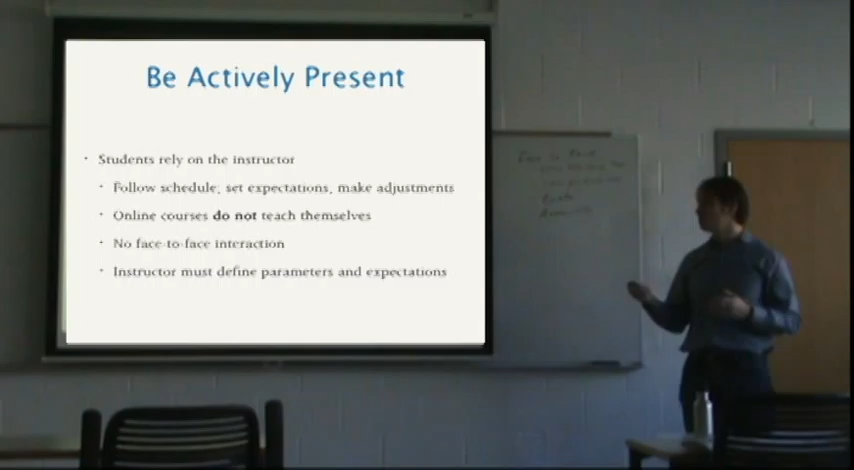 Be Actively Present
· Students rely on the instructor
· Follow schedule, set expectations, make adjustments
· Online courses do not teach themselves
· No face-to-face interaction
· Instructor must define parameters and expectations